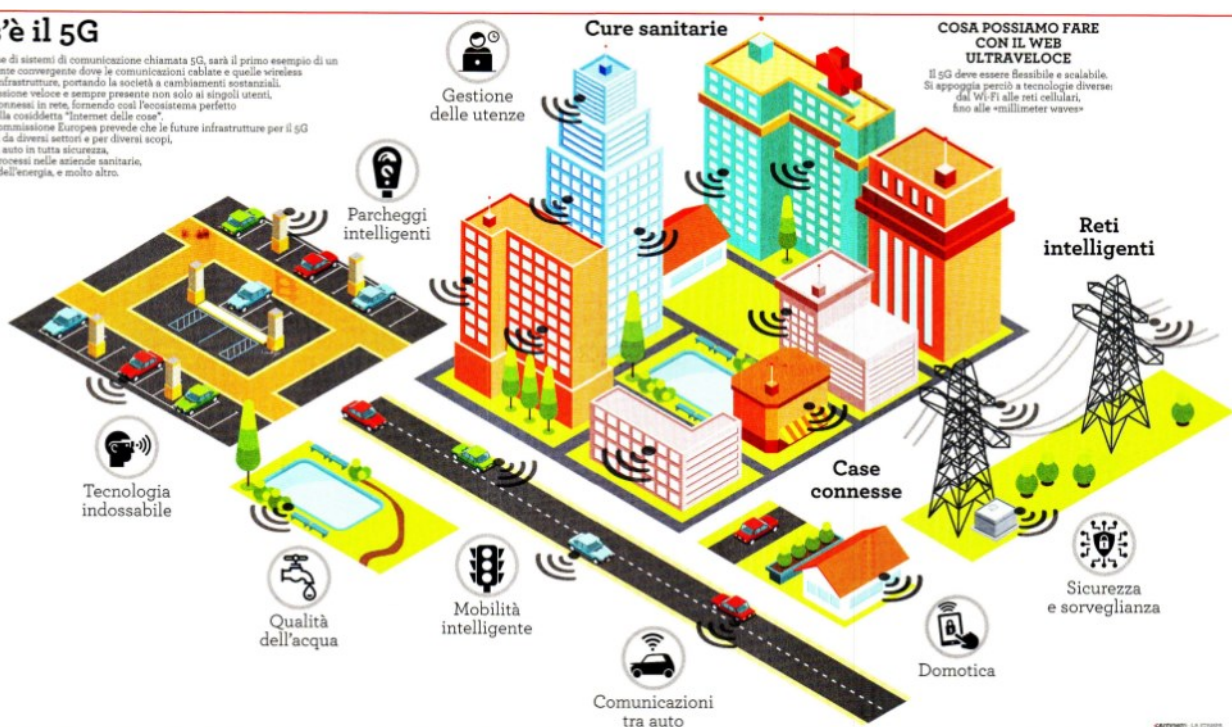 's'è il 5G
e di sistemi di comunicazione chiamata 5G, sarà il primo esempio di un
nte convergente dove le comunicazioni cablate e quelle wireless
nfrastrutture, portando la società a cambiamenti sostanziali.
sione veloce e sempre presente non solo ai singoli utenti,
onnessi in rete, fornendo così l'ecosistema perfetto
lla cosiddetta "Internet delle cose".
ommissione Europea prevede che le future infrastrutture per il 5G
da diversi settori e per diversi scopi,
auto in tutta sicurezza,
rocessi nelle aziende sanitarie,
dell'energia, e molto altro.
Gestione
delle utenze
Cure sanitarie
COSA POSSIAMO FARE
CON IL WEB
ULTRAVELOCE
Il 5G deve essere flessibile e scalabile.
Si appoggia perciò a tecnologie diverse:
dal Wi-Fi alle reti cellulari,
fino alle «millimeter waves»
Parcheggi
intelligenti
Reti
intelligenti
Tecnologia
indossabile
Case
connesse
Qualità
dell'acqua
Mobilità
intelligente
Comunicazioni
tra auto
Domotica
Sicurezza
e sorveglianza
LA STAMPA